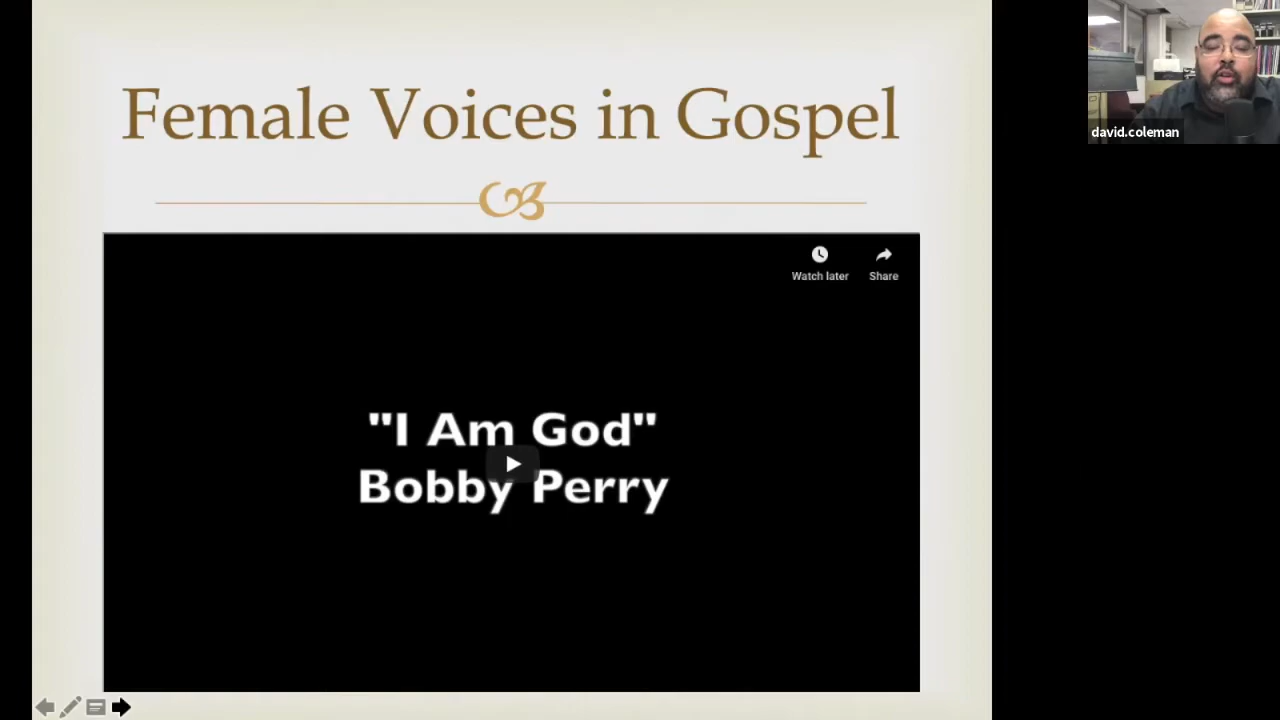 Female Voices in Gospel
Watch later
Share
"I Am God"
Bobby Perry
david.coleman